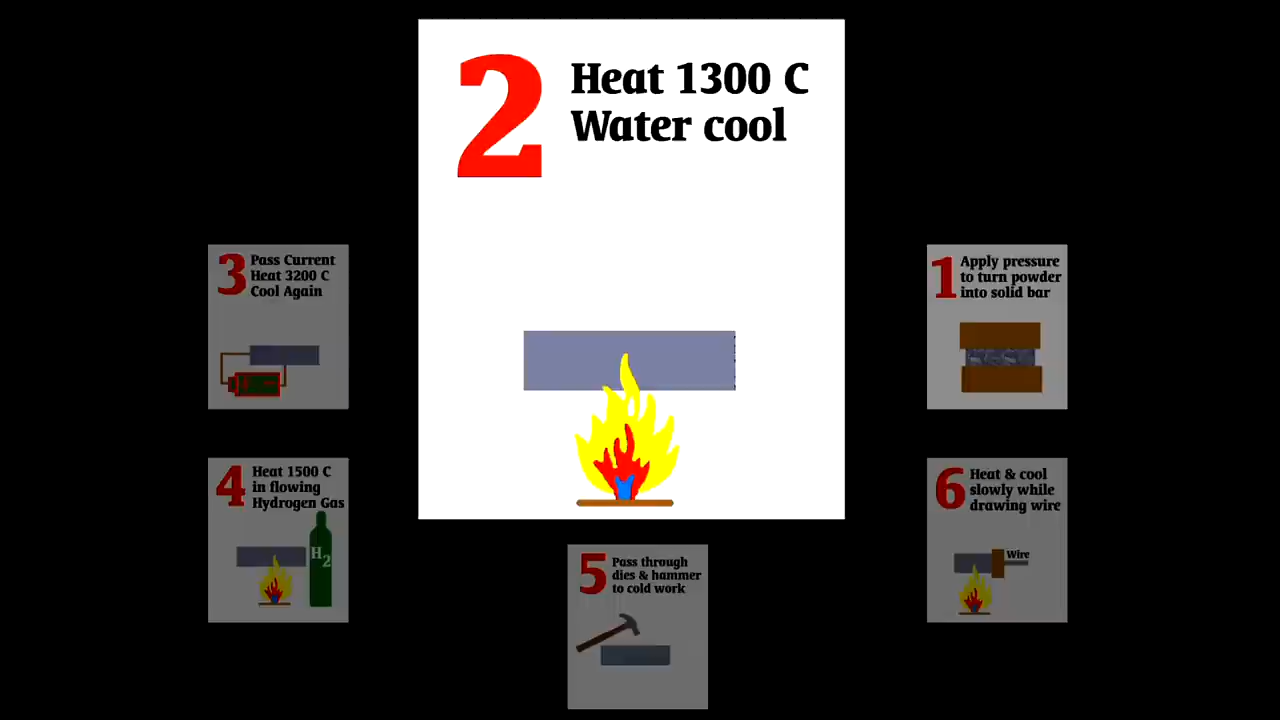 2
Heat 1300 C
Water cool
3
Pass Current
Heat 3200 C
Cool Again
1
Apply pressure
to turn powder
into solid bar
4
Heat 1500 C
in flowing
Hydrogen Gas
H2
6
Heat & cool
slowly while
drawing wire
Wire
5
Pass through
dies & hammer
to cold work